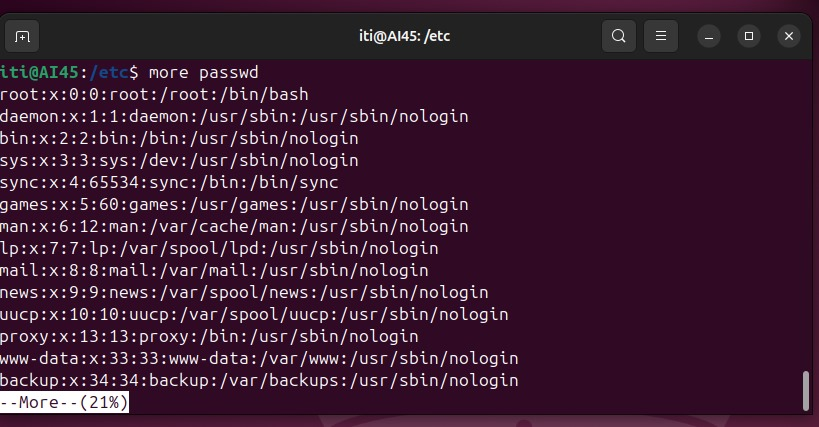 iti@AI45: /etc
iti@AI45:/etc$ more passwd
root:x:0:0:root:/root:/bin/bash
daemon:x:1:1:daemon:/usr/sbin:/usr/sbin/nologin
bin:x:2:2:bin:/bin:/usr/sbin/nologin
sys:x:3:3:sys:/dev:/usr/sbin/nologin
sync:x:4:65534:sync:/bin:/bin/sync
games:x:5:60:games:/usr/games:/usr/sbin/nologin
man:x:6:12:man:/var/cache/man:/usr/sbin/nologin
lp:x:7:7:lp:/var/spool/lpd:/usr/sbin/nologin
mail:x:8:8:mail:/var/mail:/usr/sbin/nologin
news:x:9:9:news:/var/spool/news:/usr/sbin/nologin
uucp:x:10:10:uucp:/var/spool/uucp:/usr/sbin/nologin
proxy:x:13:13:proxy:/bin:/usr/sbin/nologin
www-data:x:33:33:www-data:/var/www:/usr/sbin/nologin
backup:x:34:34:backup:/var/backups:/usr/sbin/nologin
--More--(21%)